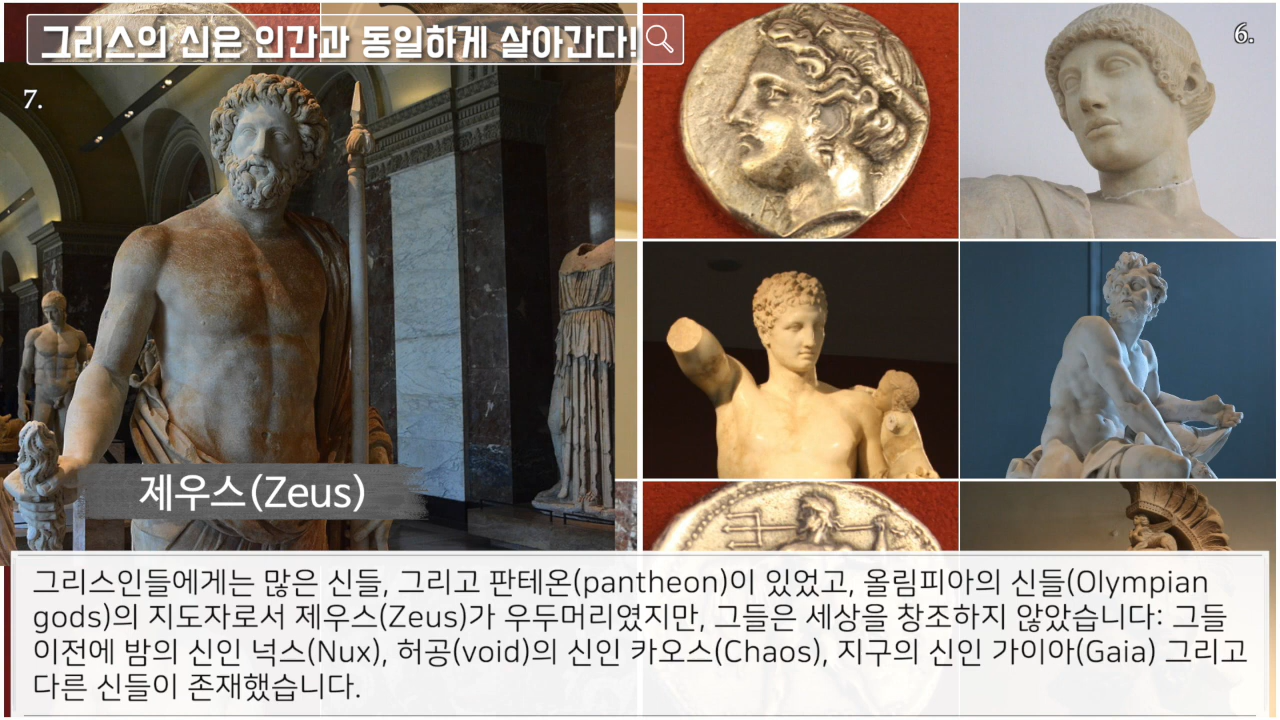 그리스의 신은 인간과 동일하게 살아간다!
6.
7.
제우스(Zeus)
그리스인들에게는 많은 신들, 그리고 판테온(pantheon)이 있었고, 올림피아의 신들(Olympian
gods)의 지도자로서 제우스(Zeus)가 우두머리였지만, 그들은 세상을 창조하지 않았습니다: 그들
이전에 밤의 신인 넉스(Nux), 허공(void)의 신인 카오스(Chaos), 지구의 신인 가이아(Gaia) 그리고
다른 신들이 존재했습니다.